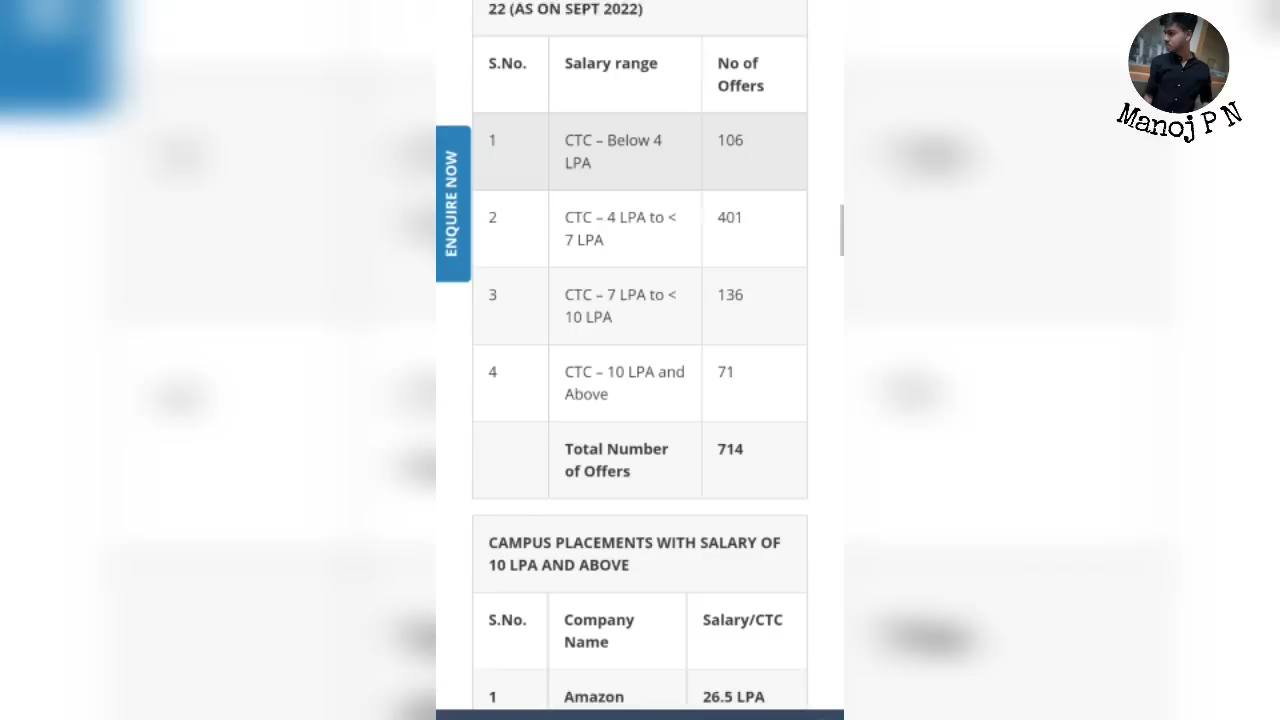 22 (AS ON SEPT 2022)
S.No.
Salary range
No of
Offers
1
CTC – Below 4
LPA
106
2
CTC – 4 LPA to <
7 LPA
401
3
CTC – 7 LPA to <
10 LPA
136
4
CTC – 10 LPA and
Above
71
Total Number
of Offers
714
CAMPUS PLACEMENTS WITH SALARY OF
10 LPA AND ABOVE
S.No.
Company
Name
Salary/CTC
1
Amazon
26.5 LPA
ENQUIRE NOW
Manoj P N